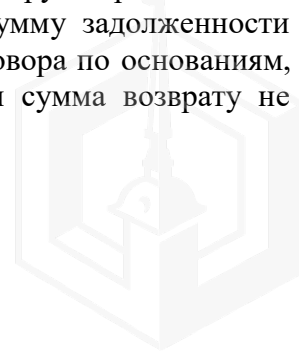 умму задолженности
овора по основаниям,
сумма возврату не